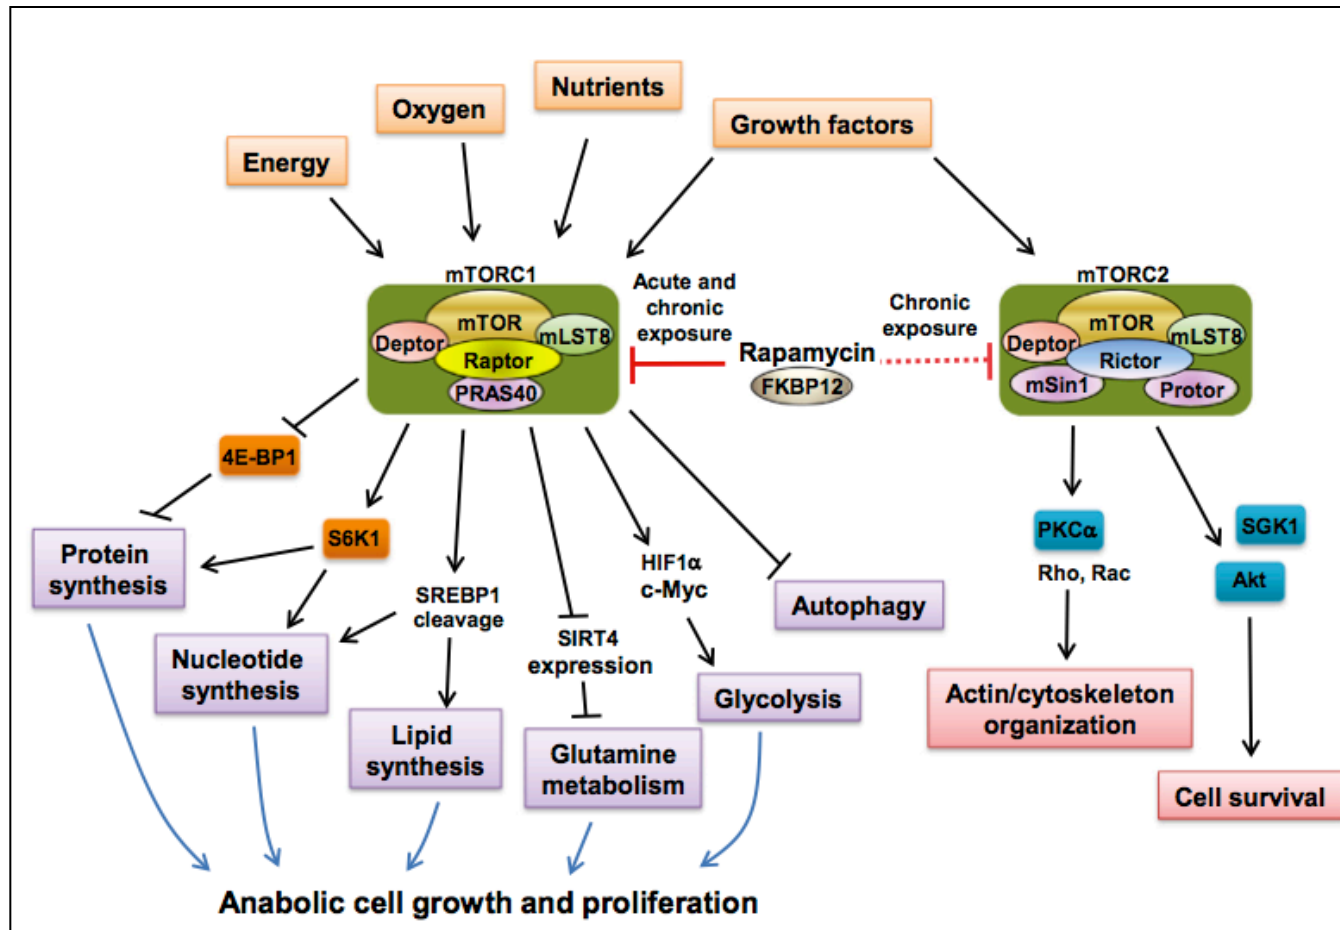 Nutrients
Oxygen
Growth factors
Energy
mTORC1
mTOR
Deptor
mLST8
Raptor
PRAS40
Acute and
chronic
exposure
Rapamycin
FKBP12
Chronic
exposure
mTORC2
mTOR
Deptor
mLST8
Rictor
mSin1
Protor
4E-BP1
S6K1
Protein
synthesis
Nucleotide
synthesis
SREBP1
cleavage
Lipid
synthesis
SIRT4
expression
Glutamine
metabolism
HIF1α
c-Myc
Glycolysis
Autophagy
PKCα
Rho, Rac
SGK1
Akt
Actin/cytoskeleton
organization
Cell survival
Anabolic cell growth and proliferation